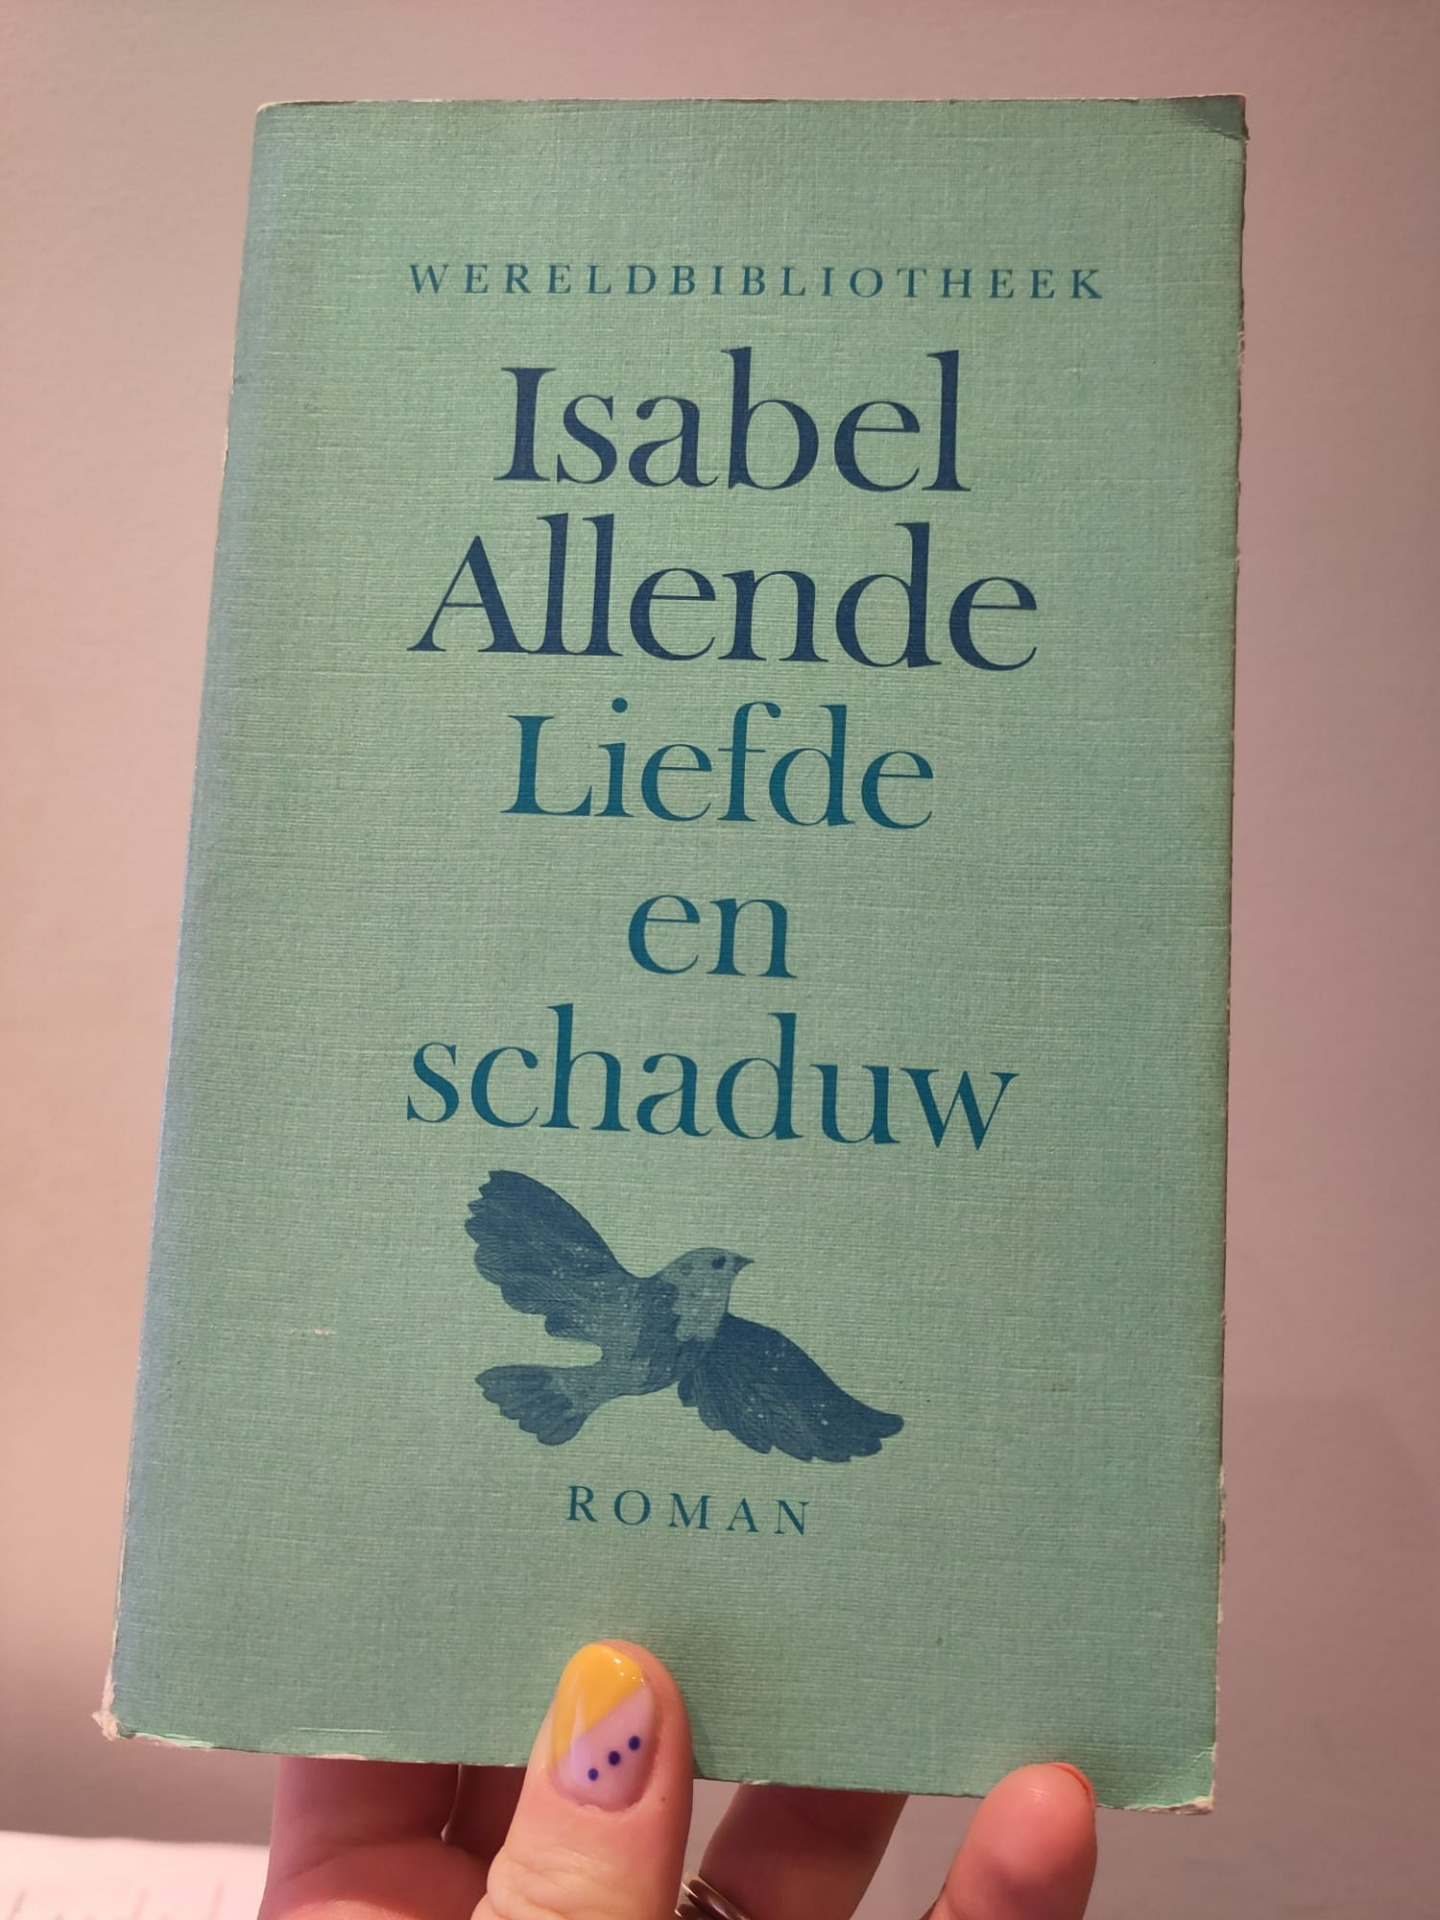 WERELDBIBLIOTHEEK
Isabel
Allende
Liefde
en
schaduw
ROMAN